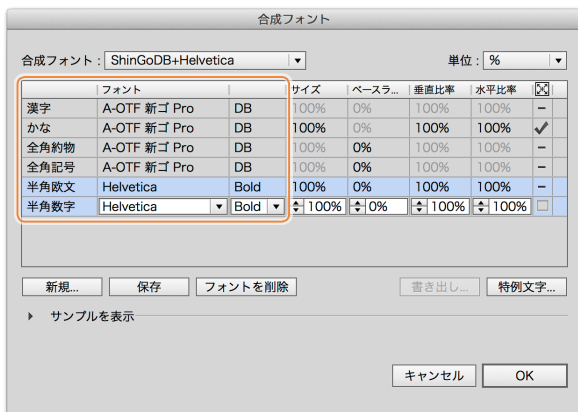 合成フォント
合成フォント : ShinGoDB+Helvetica 単位 : %
フォント サイズ ベースラ... 垂直比率 水平比率
漢字 A-OTF 新ゴ Pro DB 100% 0% 100% 100% –
かな A-OTF 新ゴ Pro DB 100% 0% 100% 100%
全角約物 A-OTF 新ゴ Pro DB 100% 0% 100% 100% –
全角記号 A-OTF 新ゴ Pro DB 100% 0% 100% 100% –
半角欧文 Helvetica Bold 100% 0% 100% 100% –
半角数字 Helvetica Bold 100% 0% 100% 100%
新規... 保存 フォントを削除 書き出し... 特例文字...
サンプルを表示
キャンセル OK